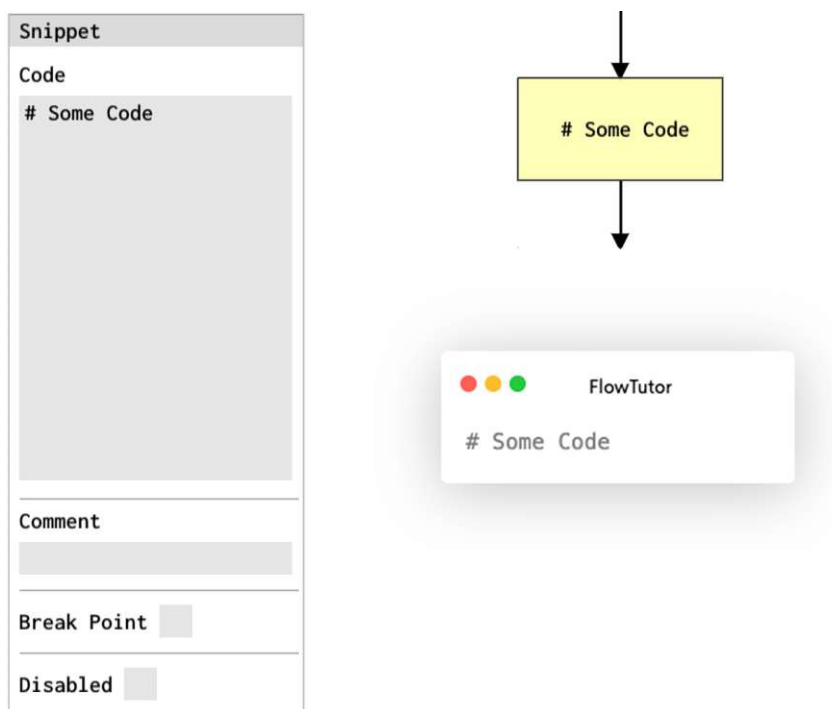 Snippet
Code
# Some Code
Comment
Break Point
Disabled
# Some Code
FlowTutor
# Some Code